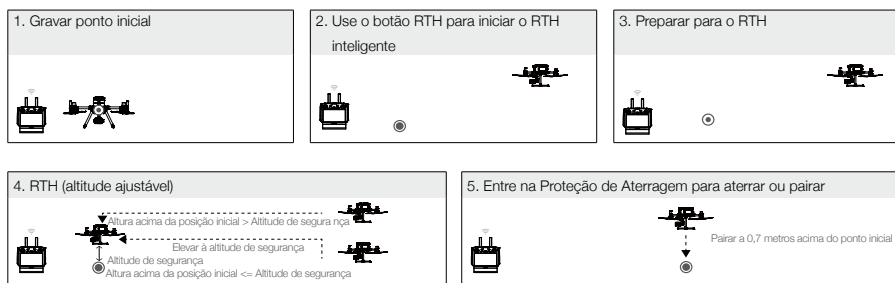 1. Gravar ponto inicial
2. Use o botão RTH para iniciar o RTH
inteligente
3. Preparar para o RTH
4. RTH (altitude ajustável)
Altura acima da posição inicial > Altitude de segura nça
Elevar à altitude de segurança
Altitude de segurança
Altura acima da posição inicial <= Altitude de segurança
5. Entre na Proteção de Aterragem para aterrar ou pairar
Pairar a 0,7 metros acima do ponto inicial